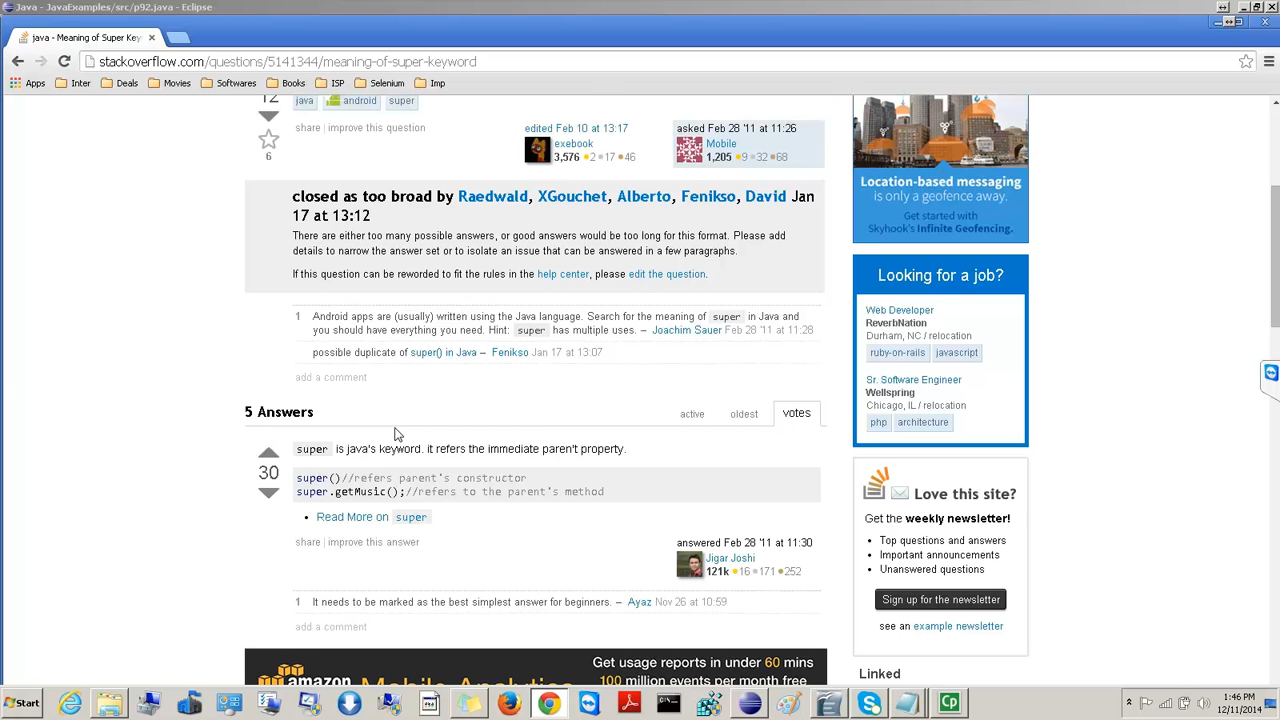 Java - JavaExamples/src/p92.java - Eclipse
java - Meaning of Super Key
stackoverflow.com/questions/5141344/meaning-of-super-keyword
Apps Inter Deals Movies Softwares Books ISP Selenium Imp
12
java android super
share improve this question
6
edited Feb 10 at 13:17
exebook
3,576 2 17 46
asked Feb 28 '11 at 11:26
Mobile
1,205 9 32 68
closed as too broad by Raedwald, XGouchet, Alberto, Fenikso, David Jan
17 at 13:12
There are either too many possible answers, or good answers would be too long for this format. Please add
details to narrow the answer set or to isolate an issue that can be answered in a few paragraphs.
If this question can be reworded to fit the rules in the help center, please edit the question.
1 Android apps are (usually) written using the Java language. Search for the meaning of super in Java and
you should have everything you need. Hint: super has multiple uses. – Joachim Sauer Feb 28 '11 at 11:28
possible duplicate of super() in Java – Fenikso Jan 17 at 13:07
add a comment
5 Answers
active oldest votes
30
super is java's keyword. it refers the immediate paren't property.
super()//refers parent's constructor
super.getMusic();//refers to the parent's method
• Read More on super
share improve this answer
answered Feb 28 '11 at 11:30
Jigar Joshi
121k 16 171 252
1 It needs to be marked as the best simplest answer for beginners. – Ayaz Nov 26 at 10:59
add a comment
amazon
Mobile Analytics
Get usage reports in under 60 mins
100 million events per month free
Location-based messaging
is only a geofence away.
Get started with
Skyhook's Infinite Geofencing.
Looking for a job?
Web Developer
ReverbNation
Durham, NC / relocation
ruby-on-rails javascript
Sr. Software Engineer
Wellspring
Chicago, IL / relocation
php architecture
Love this site?
Get the weekly newsletter!
• Top questions and answers
• Important announcements
• Unanswered questions
Sign up for the newsletter
see an example newsletter
Linked
Start
Cp
1:46 PM
12/11/2014